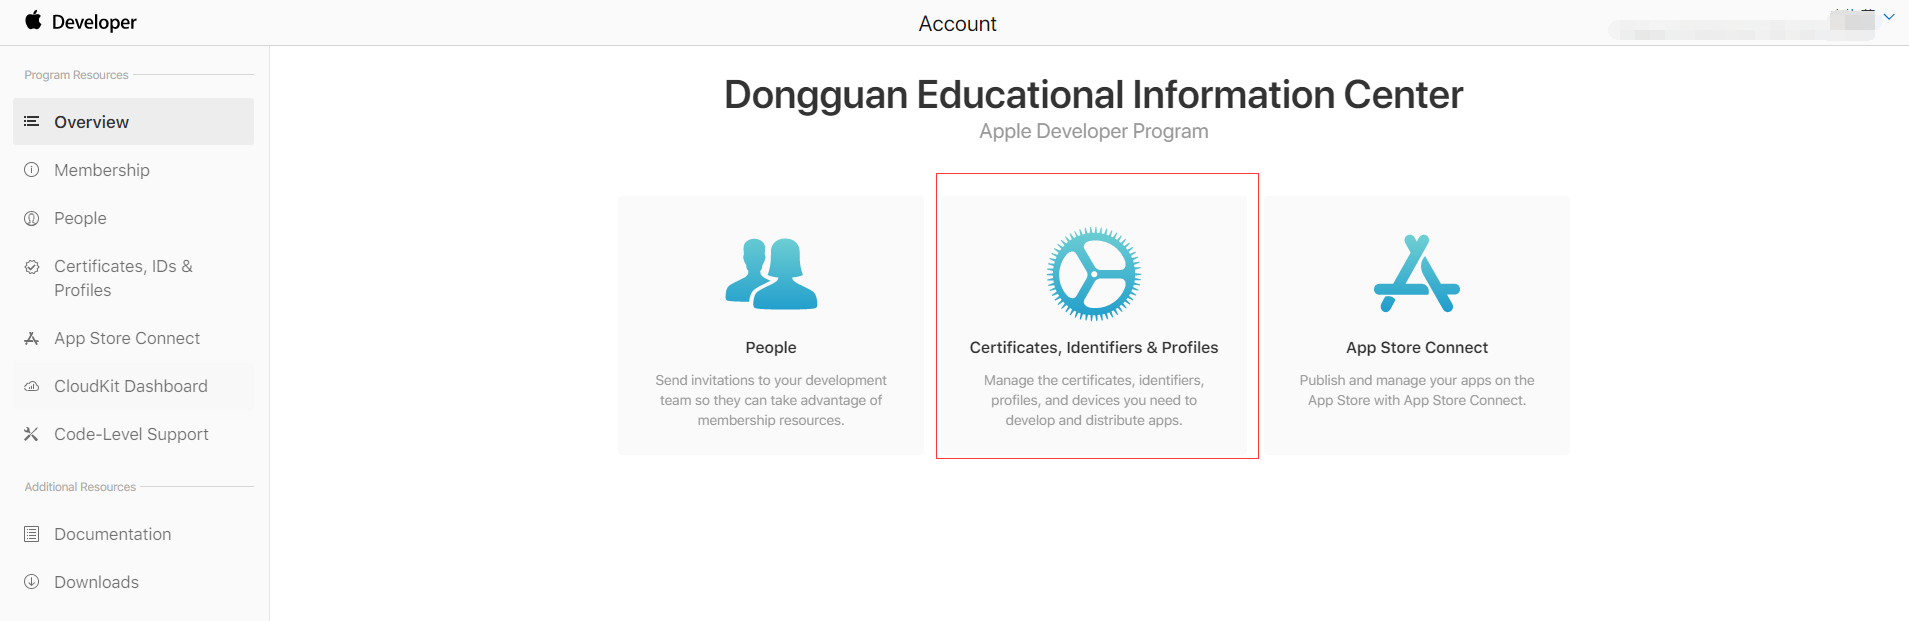 Developer
Account
Program Resources
Overview
Membership
People
Certificates, IDs &
Profiles
App Store Connect
CloudKit Dashboard
Code-Level Support
Additional Resources
Documentation
Downloads
Dongguan Educational Information Center
Apple Developer Program
People
Send invitations to your development
team so they can take advantage of
membership resources.
Certificates, Identifiers & Profiles
Manage the certificates, identifiers,
profiles, and devices you need to
develop and distribute apps.
App Store Connect
Publish and manage your apps on the
App Store with App Store Connect.